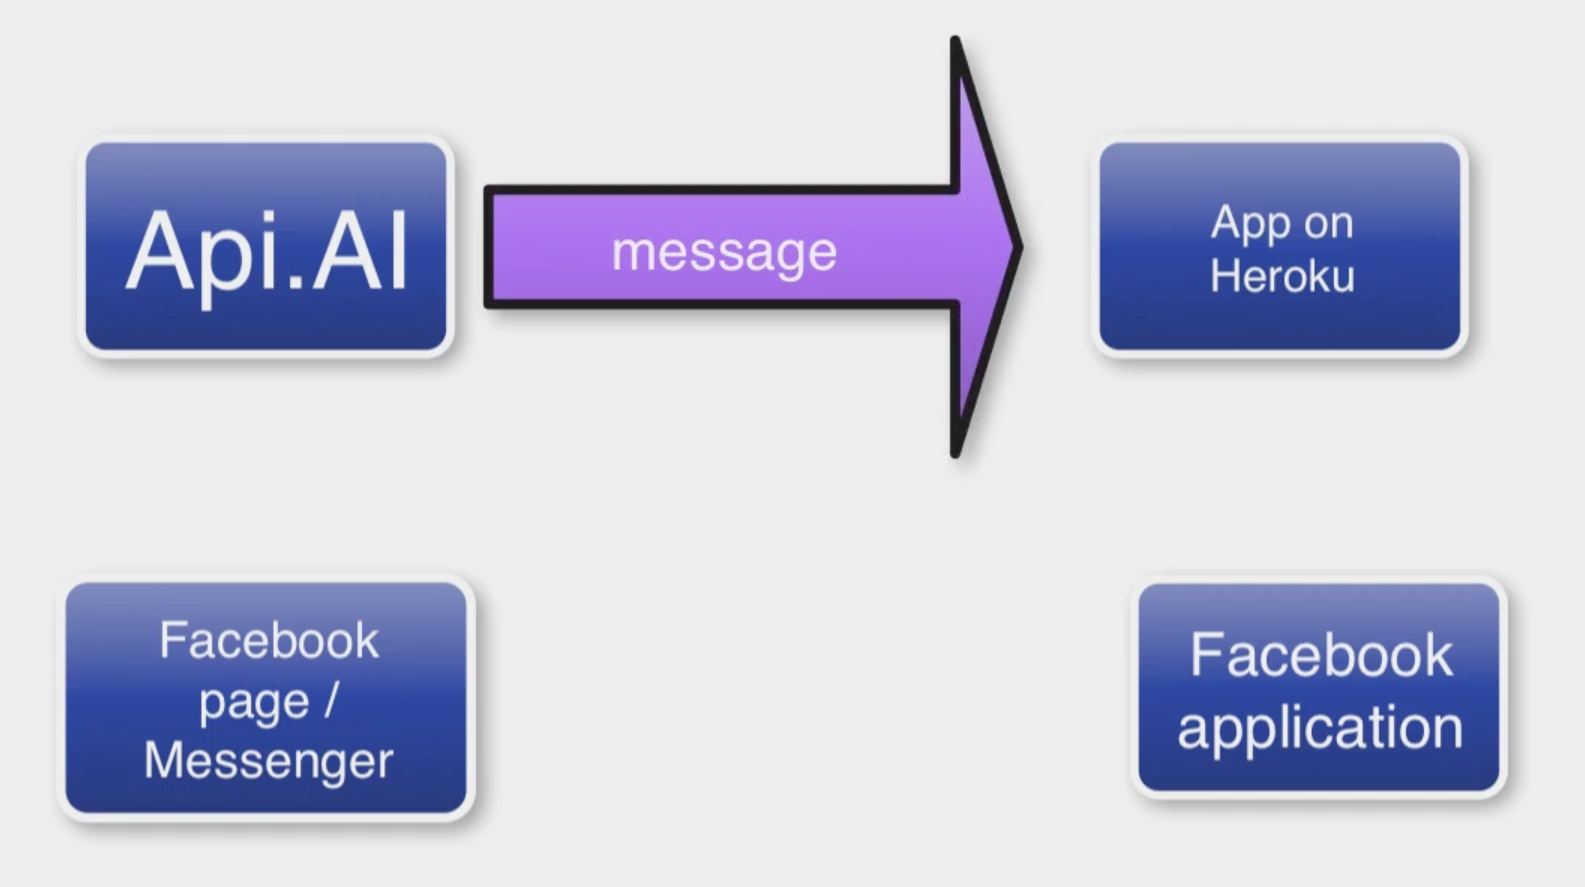 Api.AI
message
App on
Heroku
Facebook
page /
Messenger
Facebook
application